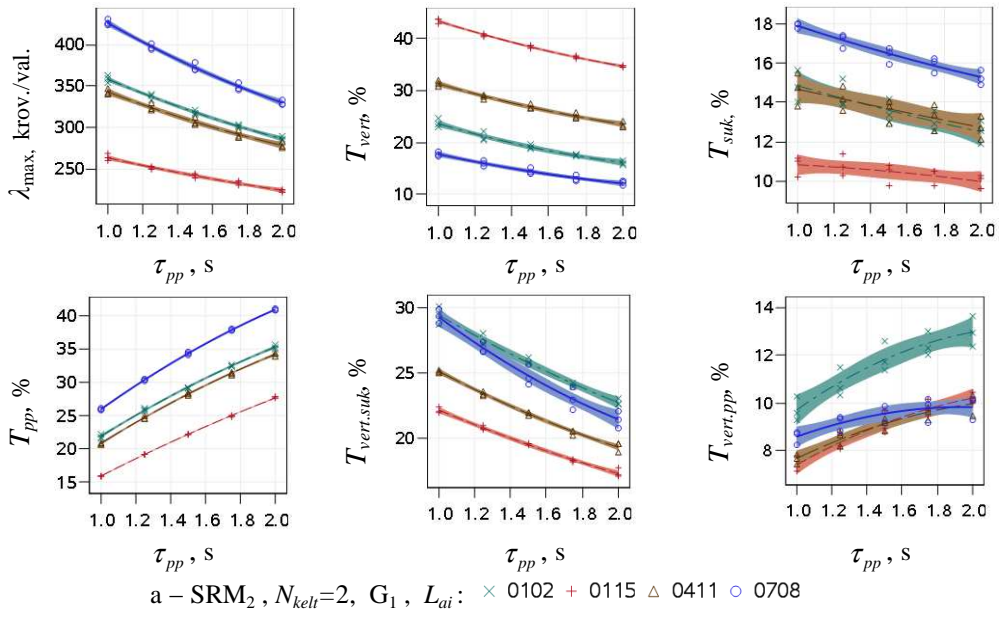 λmax, krov./val.
400
350
300
250
1.0 1.2 1.4 1.6 1.8 2.0
τpp , s
Tverb, %
40
30
20
10
1.0 1.2 1.4 1.6 1.8 2.0
τpp , s
Tsuk, %
18
16
14
12
10
1.0 1.2 1.4 1.6 1.8 2.0
τpp , s
Tpp, %
40
35
30
25
20
15
1.0 1.2 1.4 1.6 1.8 2.0
τpp , s
Tvert.suk, %
30
25
20
1.0 1.2 1.4 1.6 1.8 2.0
τpp , s
Tvert.pp, %
14
12
10
8
1.0 1.2 1.4 1.6 1.8 2.0
τpp , s
a – SRM2 , Nkelt=2, G1 , Lai: × 0102 + 0115 △ 0411 ○ 0708